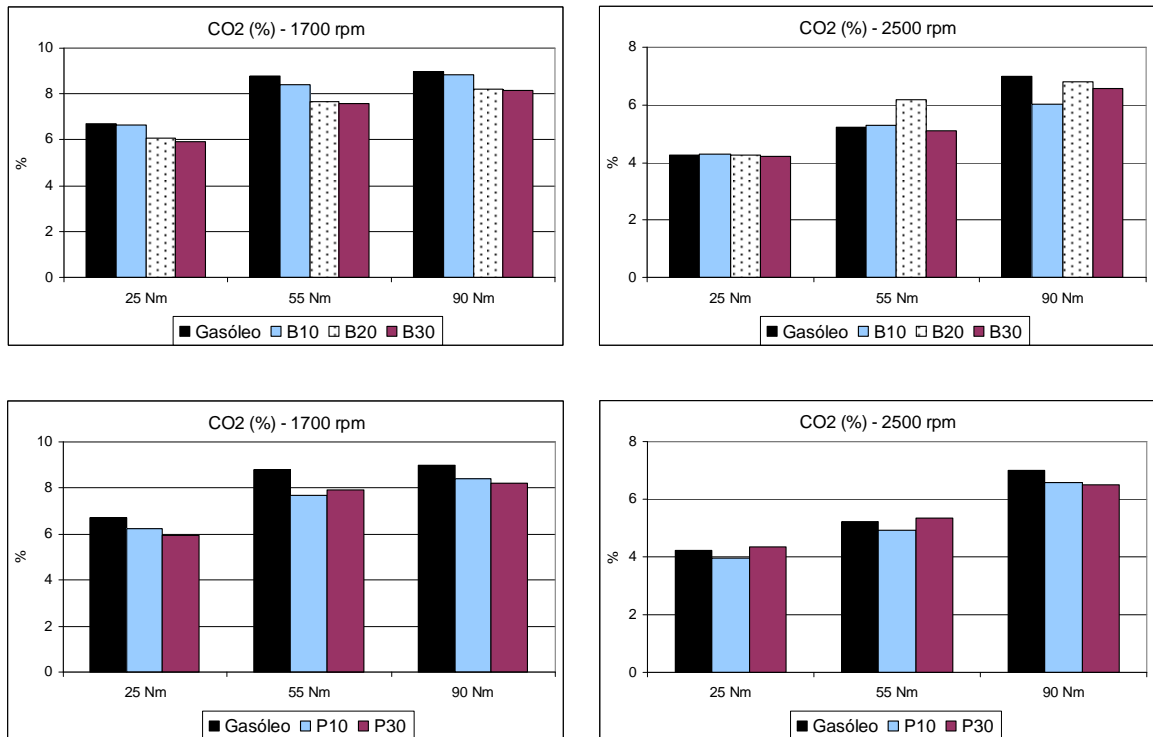 CO2 (%) - 1700 rpm
10
8
6
4
2
0
%
25 Nm 55 Nm 90 Nm
Gasóleo B10 B20 B30
CO2 (%) - 2500 rpm
8
6
4
2
0
%
25 Nm 55 Nm 90 Nm
Gasóleo B10 B20 B30
CO2 (%) - 1700 rpm
10
8
6
4
2
0
%
25 Nm 55 Nm 90 Nm
Gasóleo P10 P30
CO2 (%) - 2500 rpm
8
6
4
2
0
%
25 Nm 55 Nm 90 Nm
Gasóleo P10 P30